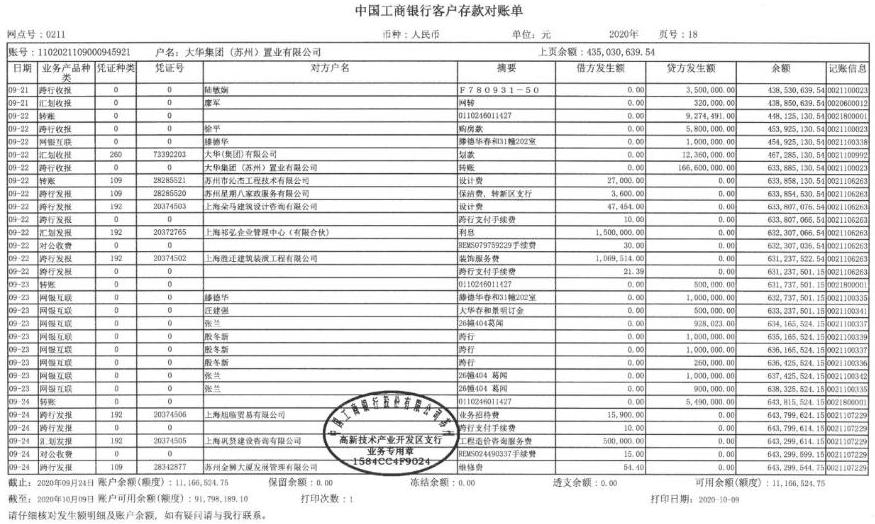 中国工商银行客户存款对账单
网点号：0211 币种：人民币 单位：元 2020年 页号：18
账号：1102021109000945921 户名：大华集团（苏州）置业有限公司 上页余额：435,030,639.54
日期 业务产品种类 凭证种类 凭证号 对方户名 摘要 借方发生额 贷方发生额 余额 记账信息
09-21 跨行收报 0 0 陆敏娴 F780931-50 0.00 3,500,000.00 438,530,639.54 0021100023
09-21 汇划收报 0 0 廖军 网转 0.00 320,000.00 438,850,639.54 0020600012
09-22 转账 0 0 0110246011427 0.00 9,274,491.00 448,125,130.54 0021800001
09-22 跨行收报 0 0 徐平 购房款 0.00 5,800,000.00 453,925,130.54 0021100023
09-22 网银互联 0 0 滕德华 滕德华春和31幢202室 0.00 1,000,000.00 454,925,130.54 0021100338
09-22 汇划收报 260 73392203 大华(集团)有限公司 划款 0.00 12,360,000.00 467,285,130.54 0021109992
09-22 跨行收报 0 0 大华集团（苏州）置业有限公司 转账 0.00 166,600,000.00 633,885,130.54 0021100023
09-22 转账 109 28285521 苏州市沁杰工程技术有限公司 设计费 27,000.00 0.00 633,858,130.54 0021106263
09-22 跨行发报 109 28285520 苏州星期八家政服务有限公司 保洁费，转新区支行 3,600.00 0.00 633,854,530.54 0021106263
09-22 跨行发报 192 20374503 上海朵马建筑设计咨询有限公司 设计费 47,454.00 0.00 633,807,076.54 0021106263
09-22 跨行发报 0 0 跨行支付手续费 10.00 0.00 633,807,066.54 0021106263
09-22 汇划发报 192 20372765 上海祁弘企业管理中心（有限合伙） 利息 1,500,000.00 0.00 632,307,066.54 0021106263
09-22 对公收费 0 0 REMS079759229手续费 30.00 0.00 632,307,036.54 0021106263
09-22 跨行发报 192 20374502 上海胜迁建筑装潢工程有限公司 装饰服务费 1,069,514.00 0.00 631,237,522.54 0021106263
09-22 跨行发报 0 0 跨行支付手续费 21.39 0.00 631,237,501.15 0021106263
09-23 转账 0 0 0110246011427 0.00 500,000.00 631,737,501.15 0021800001
09-23 网银互联 0 0 滕德华 滕德华春和31幢202室 0.00 1,000,000.00 632,737,501.15 0021100335
09-23 网银互联 0 0 汪建强 大华春和景明订金 0.00 500,000.00 633,237,501.15 0021100341
09-23 网银互联 0 0 张兰 26幢404葛闻 0.00 928,023.00 634,165,524.15 0021100337
09-23 网银互联 0 0 殷冬新 跨行 0.00 1,000,000.00 635,165,524.15 0021100339
09-23 网银互联 0 0 殷冬新 跨行 0.00 1,000,000.00 636,165,524.15 0021100337
09-23 网银互联 0 0 殷冬新 跨行 0.00 260,000.00 636,425,524.15 0021100336
09-23 网银互联 0 0 张兰 26幢404 葛闻 0.00 1,000,000.00 637,425,524.15 0021100342
09-23 网银互联 0 0 张兰 26幢404 葛闻 0.00 900,000.00 638,325,524.15 0021100335
09-24 转账 0 0 0110246011427 0.00 5,490,000.00 643,815,524.15 0021800001
09-24 跨行发报 192 20374506 上海旭临贸易有限公司 业务招待费 15,900.00 0.00 643,799,624.15 0021107229
09-24 跨行发报 0 0 跨行支付手续费 10.00 0.00 643,799,614.15 0021107229
09-24 汇划发报 192 20374505 上海巩贤建设咨询有限公司 工程造价咨询服务费 500,000.00 0.00 643,299,614.15 0021107229
09-24 对公收费 0 0 REMS024490337手续费 15.00 0.00 643,299,599.15 0021107229
09-24 跨行发报 109 28342877 苏州金狮大厦发展管理有限公司 维修费 54.40 0.00 643,299,544.75 0021107229
中国工商银行股份有限公司苏州
高新技术产业开发区支行
业务专用章
1584CC4F9024
截止：2020年09月24日 账户余额(额度)：11,166,524.75 保留余额：0.00 冻结余额：0.00 透支余额：0.00 可用余额(额度)：11,166,524.75
截至：2020年10月09日 账户可用余额(额度)：91,798,189.10 打印次数：1 打印日期：2020-10-09
请仔细核对发生额明细及账户余额，如有疑问请与我行联系。